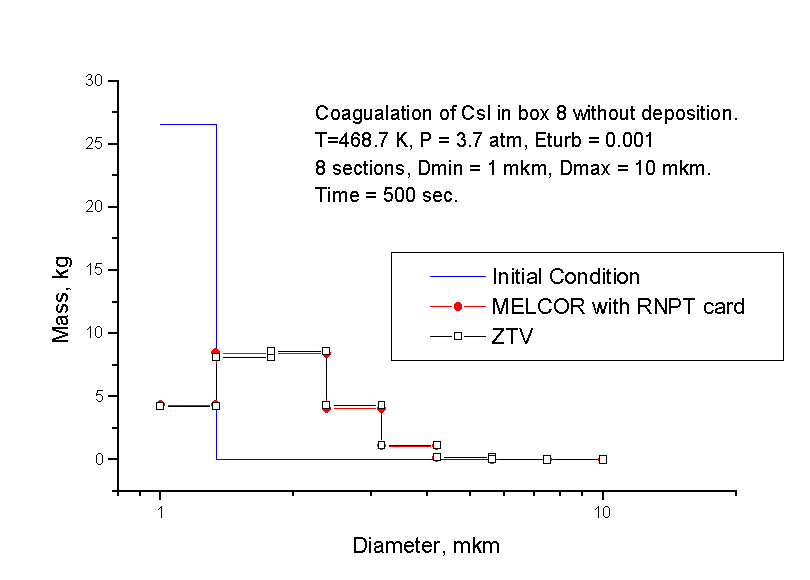 30
Coagualation of CsI in box 8 without deposition.
T=468.7 K, P = 3.7 atm, Eturb = 0.001
8 sections, Dmin = 1 mkm, Dmax = 10 mkm.
Time = 500 sec.
25
20
15
10
5
0
Mass, kg
Initial Condition
MELCOR with RNPT card
ZTV
1
10
Diameter, mkm